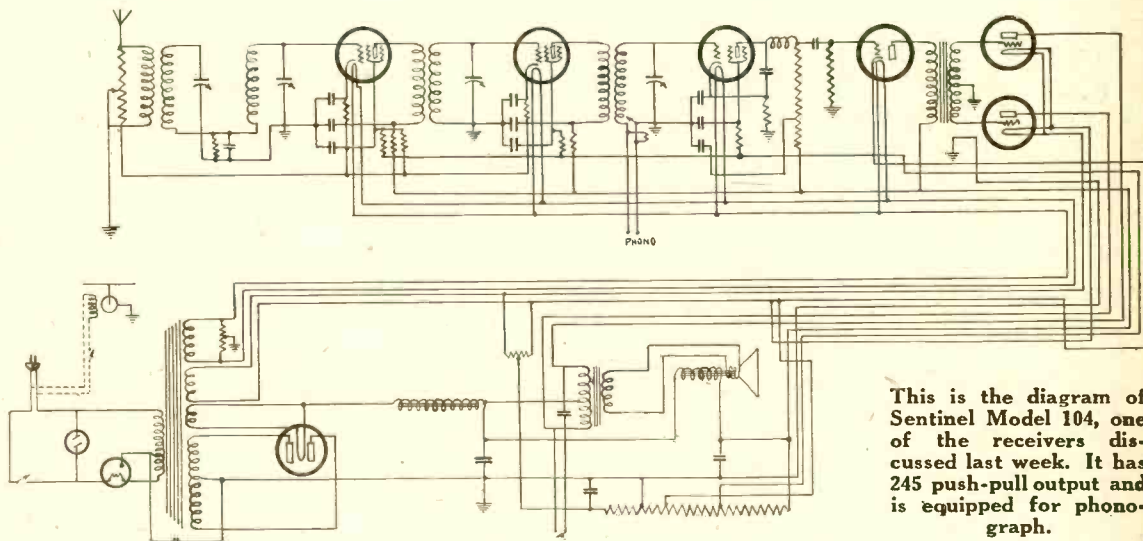 PHONO
This is the diagram of
Sentinel Model 104, one
of the receivers dis-
cussed last week. It has
245 push-pull output and
is equipped for phono-
graph.